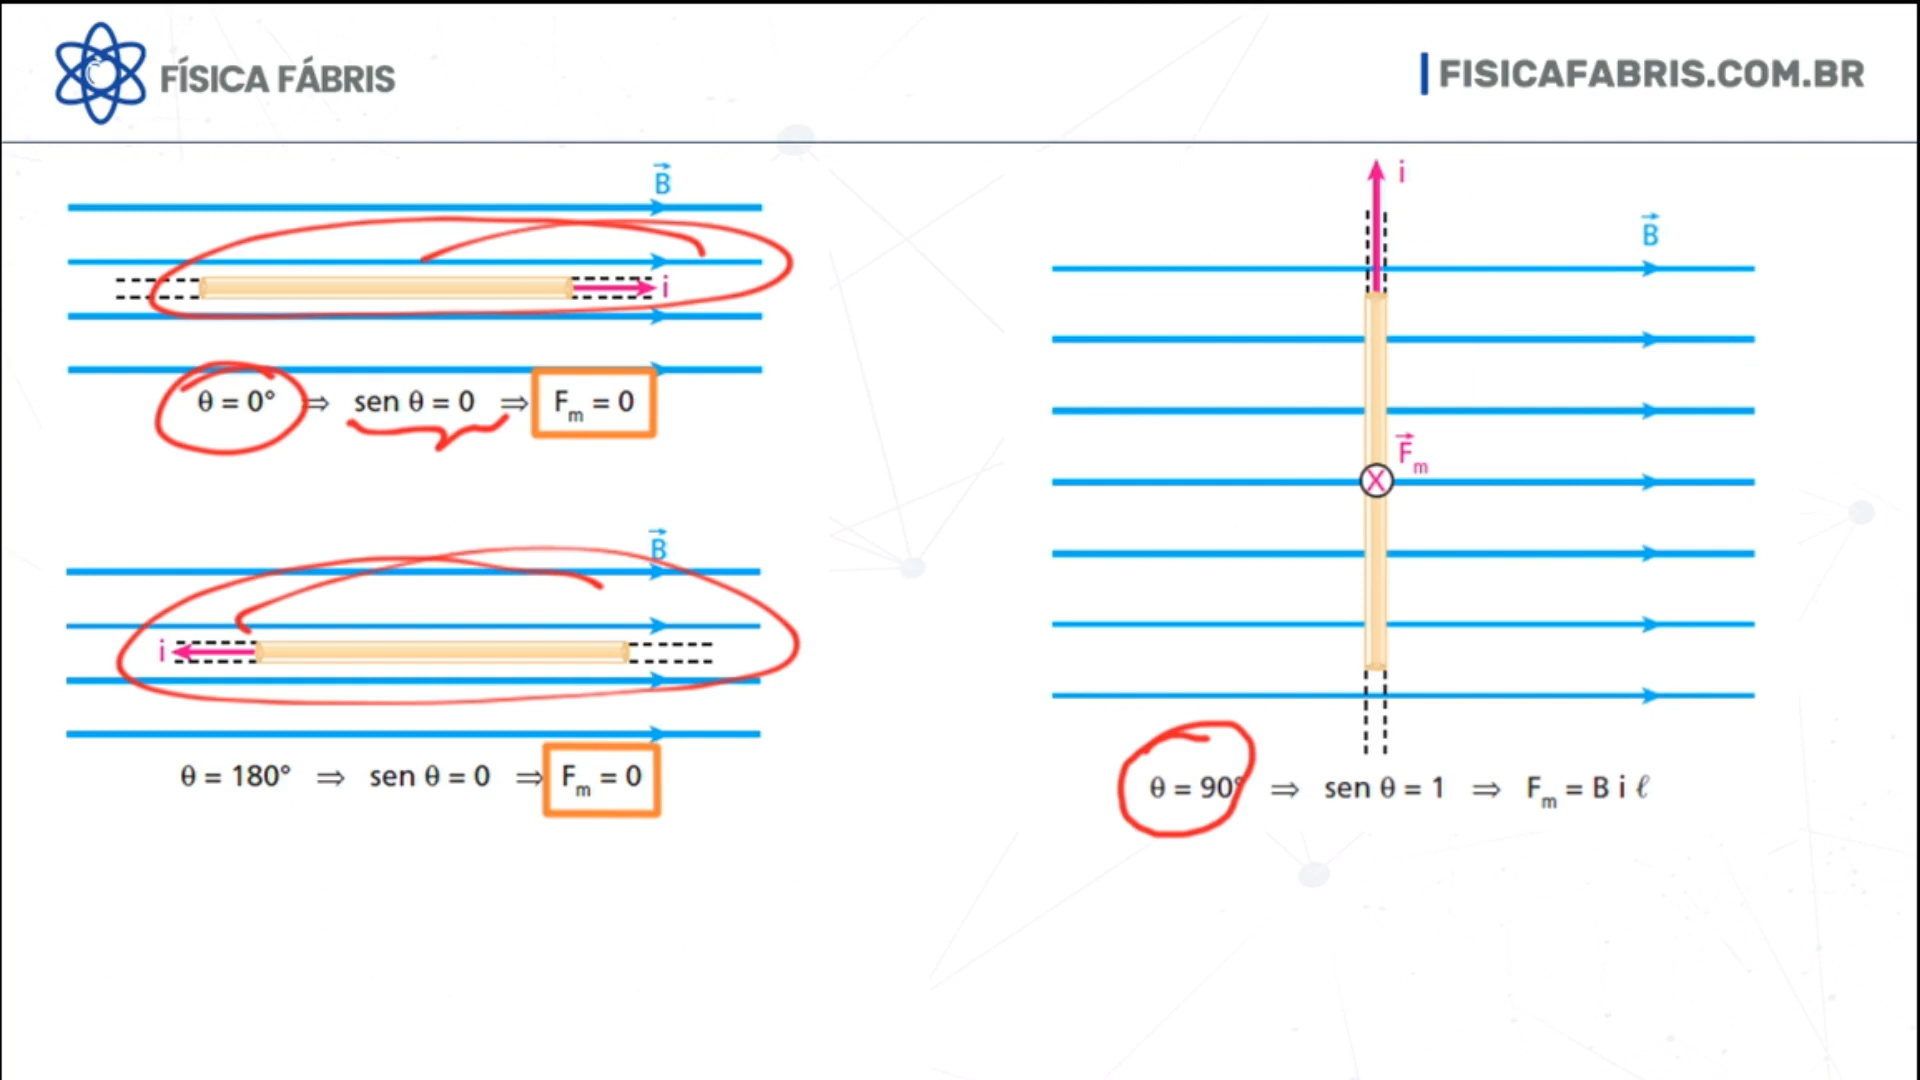 FÍSICA FÁBRIS
FISICAFABRIS.COM.BR
B
i
θ = 0° ⇒ sen θ = 0 ⇒ Fm = 0
B
i
θ = 180° ⇒ sen θ = 0 ⇒ Fm = 0
i
B
Fm
X
θ = 90° ⇒ sen θ = 1 ⇒ Fm = B i ℓ